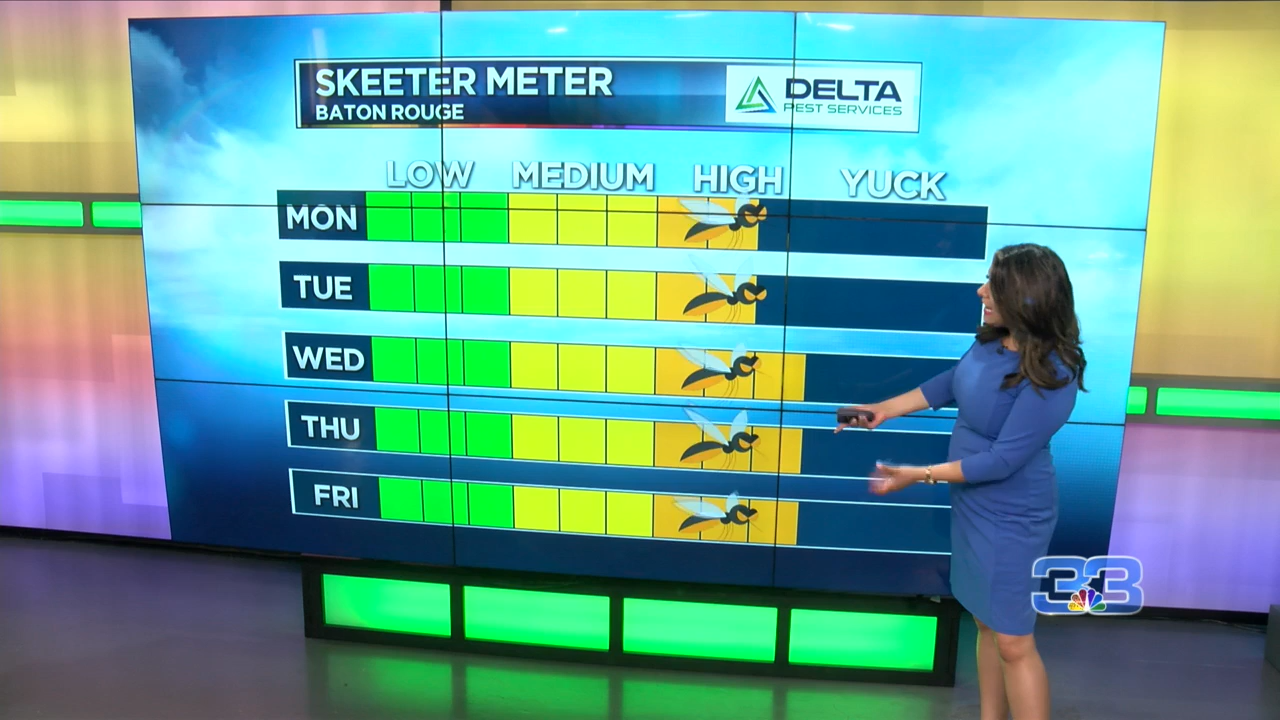 SKEETER METER
BATON ROUGE
DELTA
PEST SERVICES
LOW MEDIUM HIGH YUCK
MON
TUE
WED
THU
FRI
33